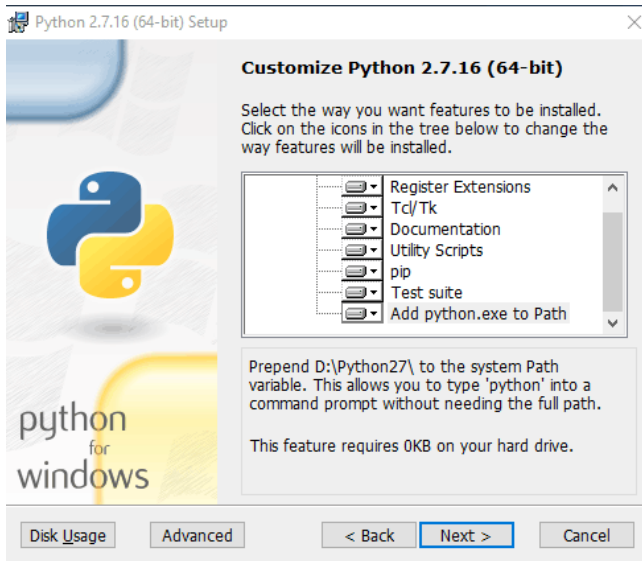 Python 2.7.16 (64-bit) Setup
Customize Python 2.7.16 (64-bit)
Select the way you want features to be installed.
Click on the icons in the tree below to change the
way features will be installed.
Register Extensions
Tcl/Tk
Documentation
Utility Scripts
pip
Test suite
Add python.exe to Path
Prepend D:\Python27\ to the system Path
variable. This allows you to type 'python' into a
command prompt without needing the full path.
This feature requires 0KB on your hard drive.
python
for
windows
Disk Usage
Advanced
< Back
Next >
Cancel